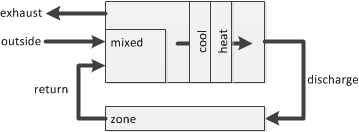 exhaust
outside
mixed
cool
heat
discharge
return
zone